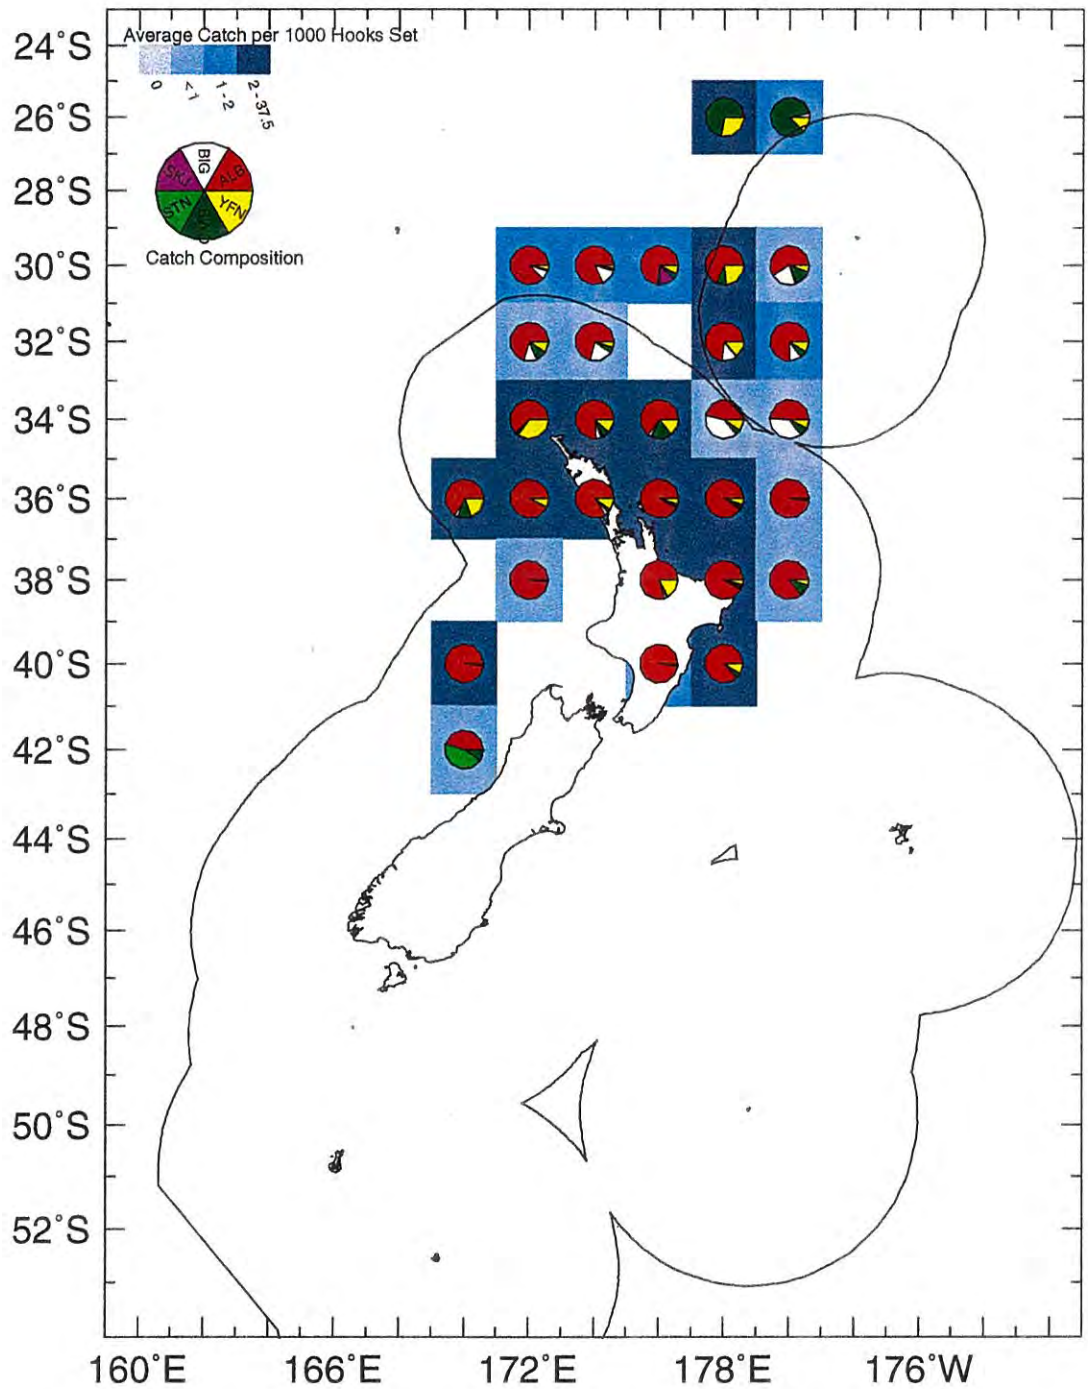 Average Catch per 1000 Hooks Set
0
<1
1 - 2
2 - 37.5
BIG
SKJ
ALB
STN
YFN
Catch Composition
24°S
26°S
28°S
30°S
32°S
34°S
36°S
38°S
40°S
42°S
44°S
46°S
48°S
50°S
52°S
160°E
166°E
172°E
178°E
176°W